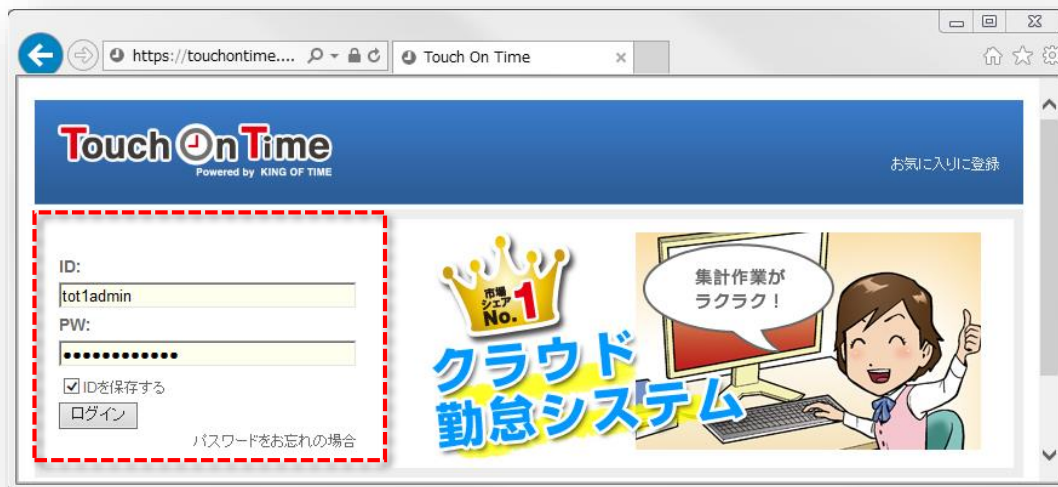 https://touchontime....
Touch On Time
Touch On Time
Powered by KING OF TIME
お気に入りに登録
ID:
tot1admin
PW:
●●●●●●●●●●●●
IDを保存する
ログイン
パスワードをお忘れの場合
市場
シェア
No.1
クラウド
勤怠システム
集計作業が
ラクラク！